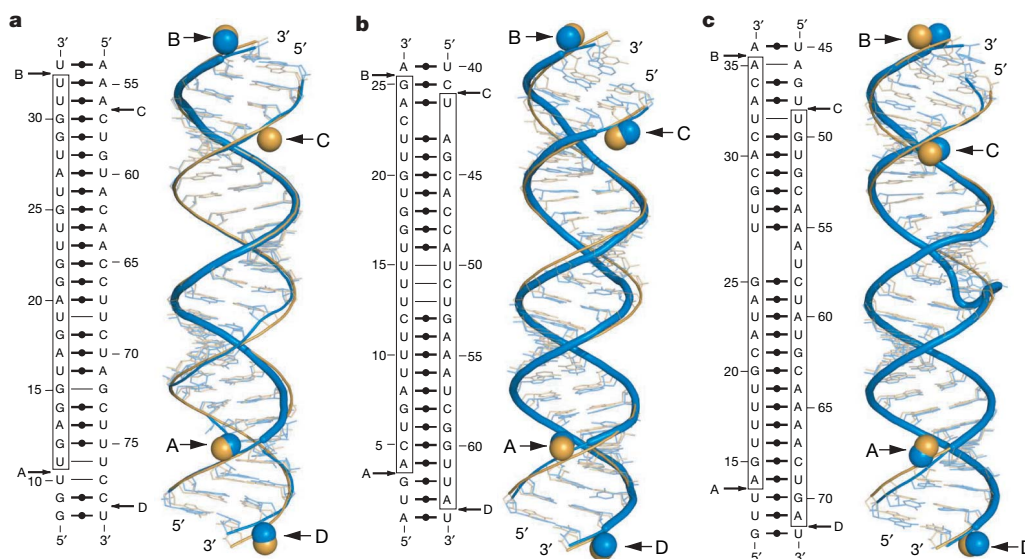 a
3′ 5′
U A
B U A 55
U A C
30 G C
G U
U G
A U 60
U A
25 G C
U A
U A
G C 65
G C
20 A U
U U
G C
A U 70
U A
15 G G
G C
A U
G U 75
A U U
10 U C
G C D
G U
5′ 3′
B
3′
5′
C
A
5′
3′
D
b
3′ 5′
A U 40
B 25 G C
A U C
C
U A
U G
20 G C 45
U A
G C
G C
U A
15 U U 50
U C
U U
C G
U A
10 U A 55
U A
A U
G C
U G
5 C G 60
A A U
G U
U A D
A U
5′ 3′
B
3′
5′
C
A
5′
3′
D
c
3′ 5′
A U 45
B 35 A A
C G
A U C
U U
C G 50
30 A U
C G
G C
U A
U A 55
A
U
25 G C
A U
U A 60
A U
C G
20 G C
U A
U A 65
U A
U A
15 G C
A A U
U G 70
U A D
G U
5′ 3′
B
3′
5′
C
A
5′
3′
D